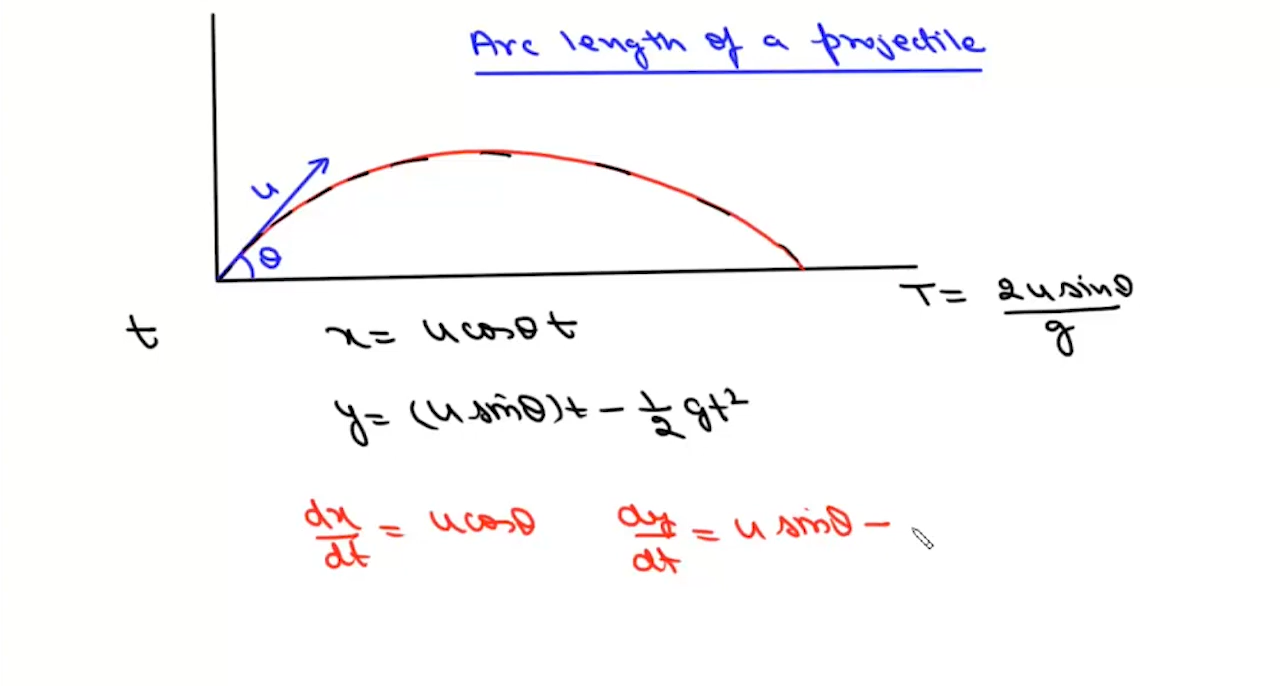 Arc length of a projectile
u
θ
T = 2u sinθ / g
t
x = u cosθ t
y = (u sinθ)t − 1/2 gt²
dx/dt = u cosθ dy/dt = u sinθ −